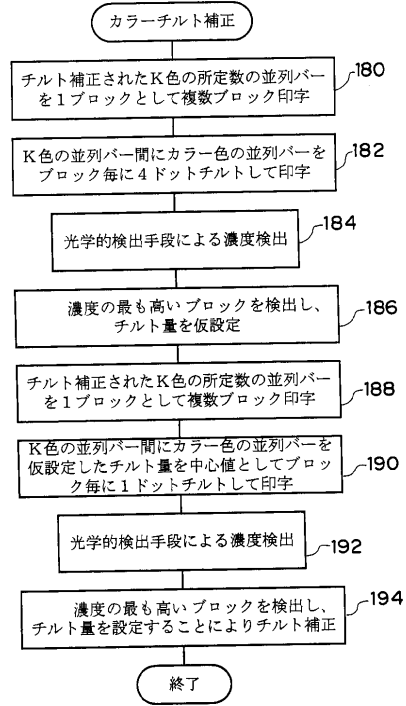 カラーチルト補正
チルト補正されたK色の所定数の並列バー
を1ブロックとして複数ブロック印字
180
K色の並列バー間にカラー色の並列バーを
ブロック毎に4ドットチルトして印字
182
光学的検出手段による濃度検出
184
濃度の最も高いブロックを検出し、
チルト量を仮設定
186
チルト補正されたK色の所定数の並列バー
を1ブロックとして複数ブロック印字
188
K色の並列バー間にカラー色の並列バーを
仮設定したチルト量を中心値としてブロッ
ク毎に1ドットチルトして印字
190
光学的検出手段による濃度検出
192
濃度の最も高いブロックを検出し、
チルト量を設定することによりチルト補正
194
終了